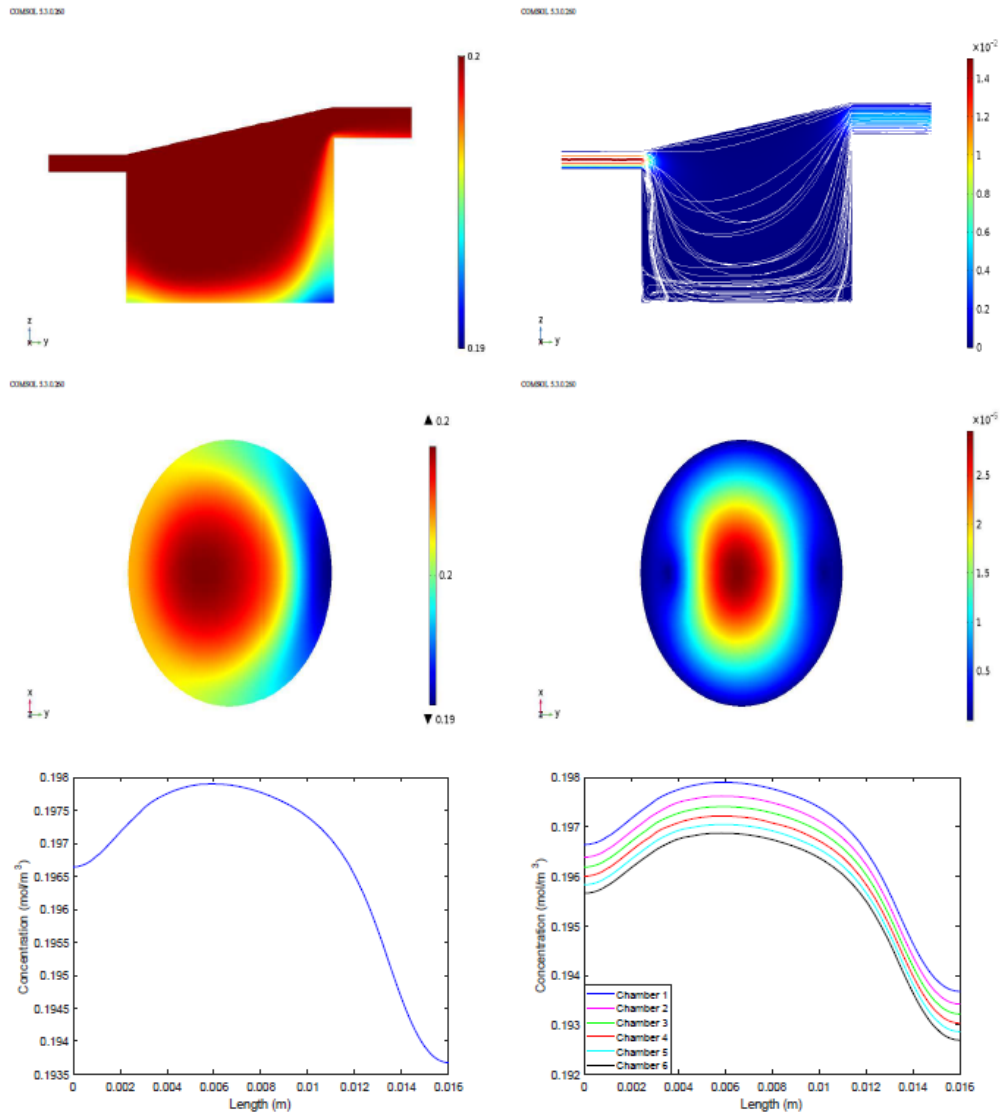 COMSOL 5.3.0.260
0.2
0.19
z
x y
COMSOL 5.3.0.260
×10⁻²
1.4
1.2
1
0.8
0.6
0.4
0.2
0
z
x y
COMSOL 5.3.0.260
▲ 0.2
0.2
▼ 0.19
x
z y
×10⁻⁵
2.5
2
1.5
1
0.5
x
z y
0.198
0.1975
0.197
0.1965
0.196
0.1955
0.195
0.1945
0.194
0.1935
Concentration (mol/m³)
0 0.002 0.004 0.006 0.008 0.01 0.012 0.014 0.016
Length (m)
0.198
0.197
0.196
0.195
0.194
0.193
0.192
Concentration (mol/m³)
Chamber 1
Chamber 2
Chamber 3
Chamber 4
Chamber 5
Chamber 6
0 0.002 0.004 0.006 0.008 0.01 0.012 0.014 0.016
Length (m)